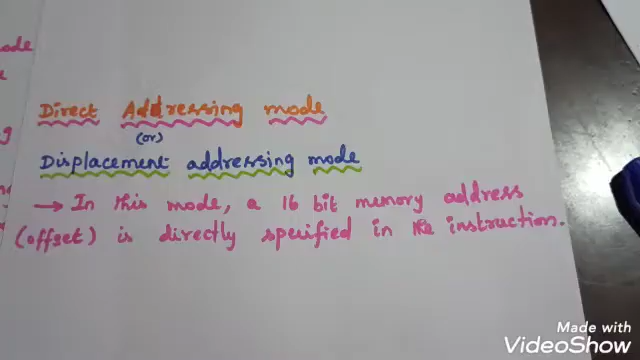 Direct Addressing mode
(or)
Displacement addressing mode
→ In this mode, a 16 bit memory address
(offset) is directly specified in the instruction.
Made with
VideoShow